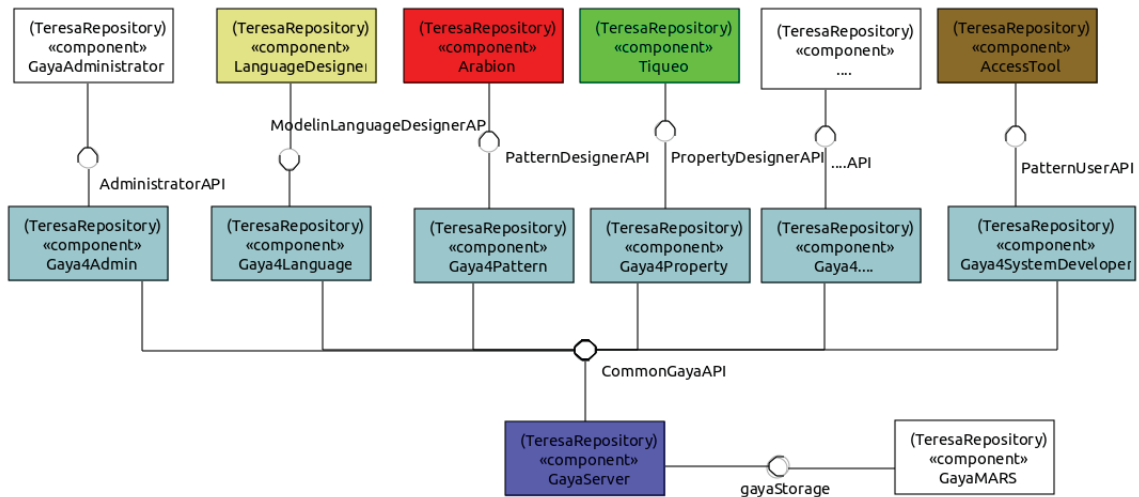 (TeresaRepository)
«component»
GayaAdministrator
(TeresaRepository)
«component»
LanguageDesigner
(TeresaRepository)
«component»
Arabion
(TeresaRepository)
«component»
Tiqueo
(TeresaRepository)
«component»
....
(TeresaRepository)
«component»
AccessTool
AdministratorAPI
ModelinLanguageDesignerAP
PatternDesignerAPI
PropertyDesignerAPI
....API
PatternUserAPI
(TeresaRepository)
«component»
Gaya4Admin
(TeresaRepository)
«component»
Gaya4Language
(TeresaRepository)
«component»
Gaya4Pattern
(TeresaRepository)
«component»
Gaya4Property
(TeresaRepository)
«component»
Gaya4....
(TeresaRepository)
«component»
Gaya4SystemDeveloper
CommonGayaAPI
(TeresaRepository)
«component»
GayaServer
gayaStorage
(TeresaRepository)
«component»
GayaMARS